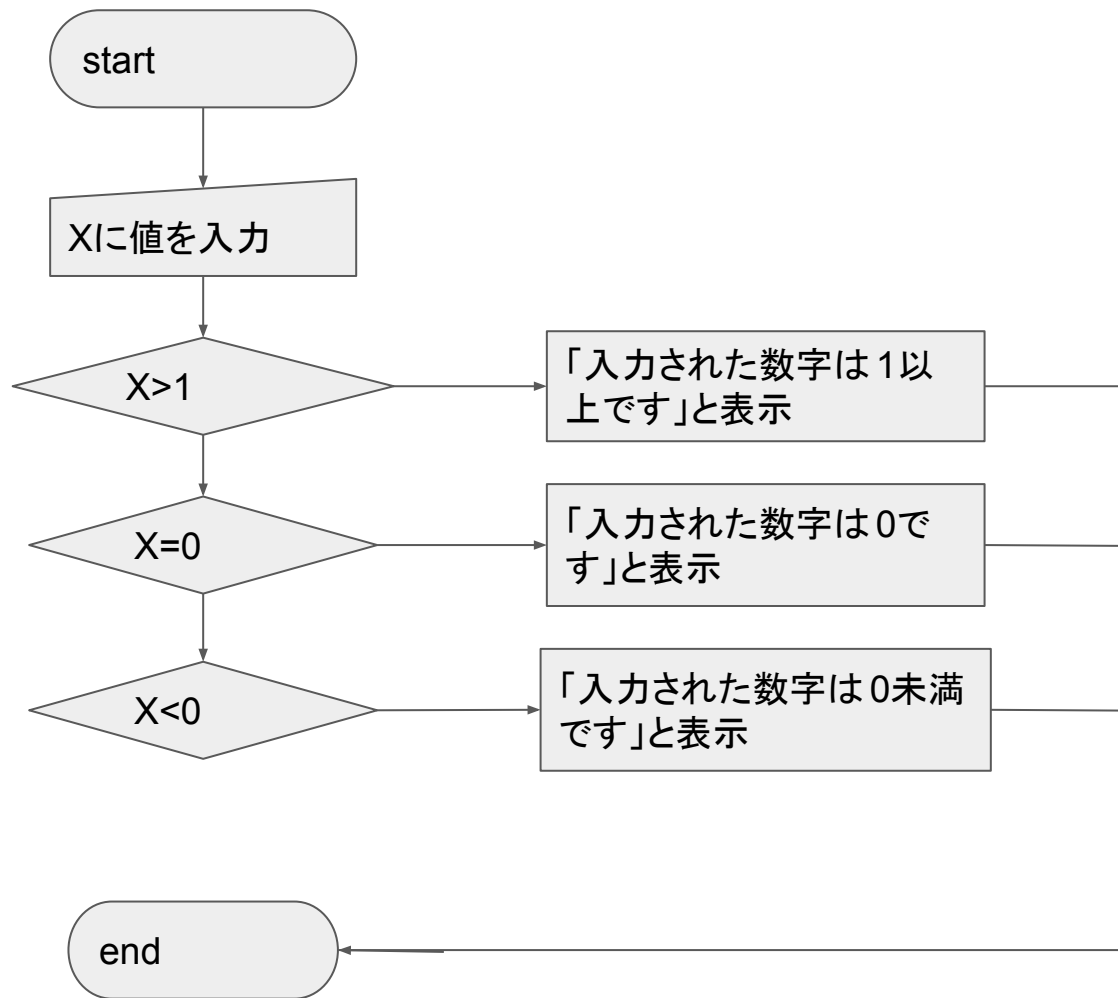 start
Xに値を入力
X>1
「入力された数字は1以
上です」と表示
X=0
「入力された数字は0で
す」と表示
X<0
「入力された数字は0未満
です」と表示
end